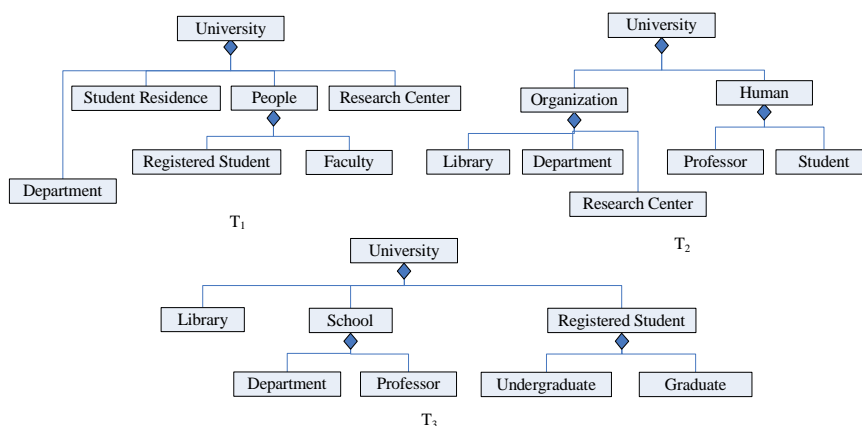 University
Student Residence
People
Research Center
Registered Student
Faculty
Department
T1
University
Organization
Human
Library
Department
Professor
Student
Research Center
T2
University
Library
School
Registered Student
Department
Professor
Undergraduate
Graduate
T3